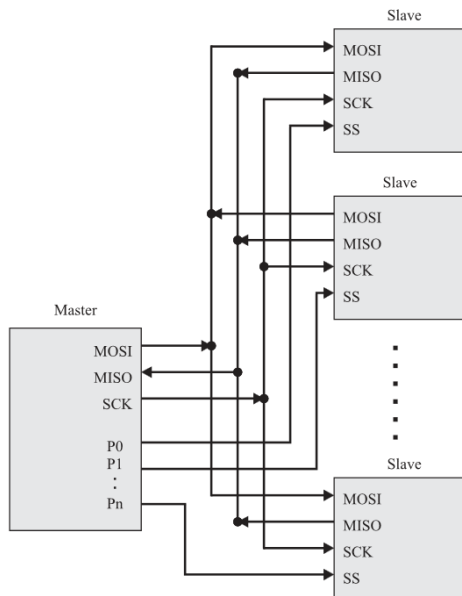 Slave
MOSI
MISO
SCK
SS
Slave
MOSI
MISO
SCK
SS
Master
MOSI
MISO
SCK
P0
P1
:
Pn
Slave
MOSI
MISO
SCK
SS